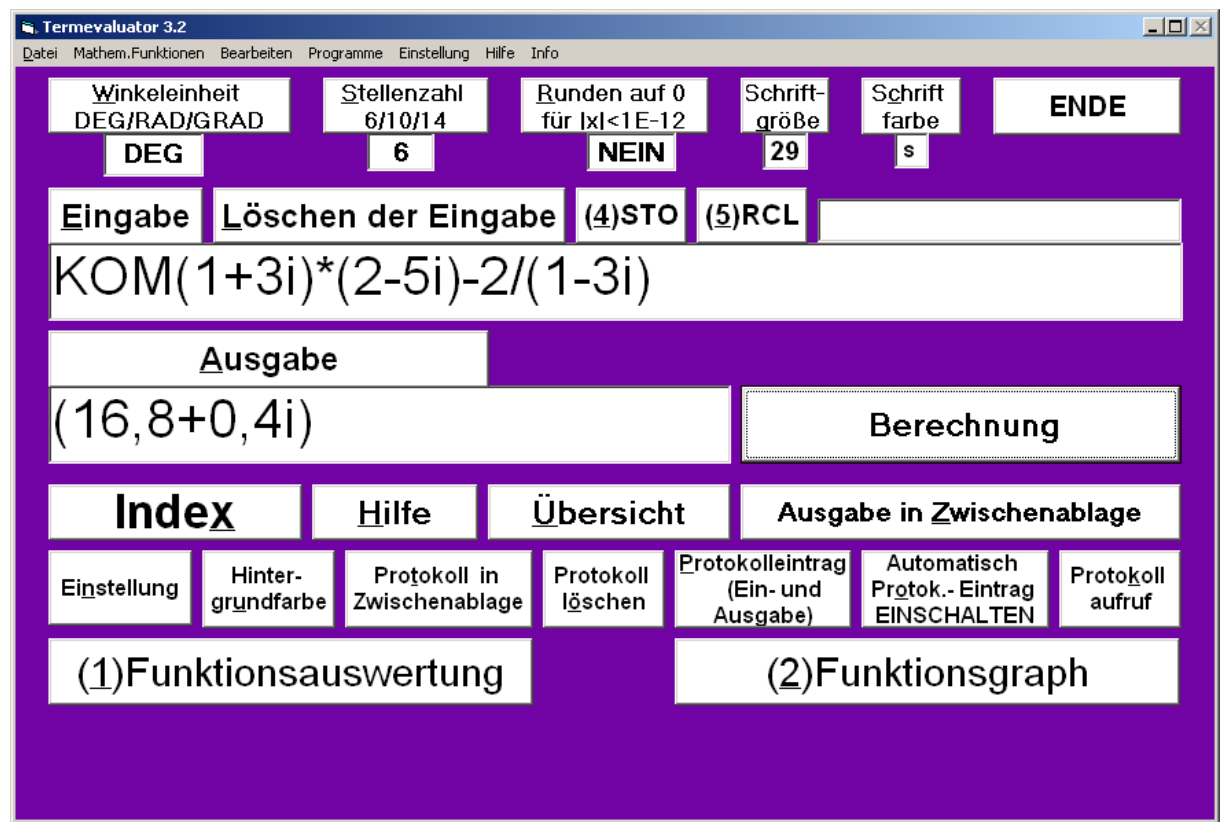 Termevaluator 3.2
Datei Mathem.Funktionen Bearbeiten Programme Einstellung Hilfe Info
Winkeleinheit
DEG/RAD/GRAD
DEG
Stellenzahl
6/10/14
6
Runden auf 0
für |x|<1E-12
NEIN
Schrift-
größe
29
Schrift
farbe
s
ENDE
Eingabe
Löschen der Eingabe
(4)STO
(5)RCL
KOM(1+3i)*(2-5i)-2/(1-3i)
Ausgabe
(16,8+0,4i)
Berechnung
Index
Hilfe
Übersicht
Ausgabe in Zwischenablage
Einstellung
Hinter-
grundfarbe
Protokoll in
Zwischenablage
Protokoll
löschen
Protokolleintrag
(Ein- und
Ausgabe)
Automatisch
Protok.- Eintrag
EINSCHALTEN
Protokoll
aufruf
(1)Funktionsauswertung
(2)Funktionsgraph